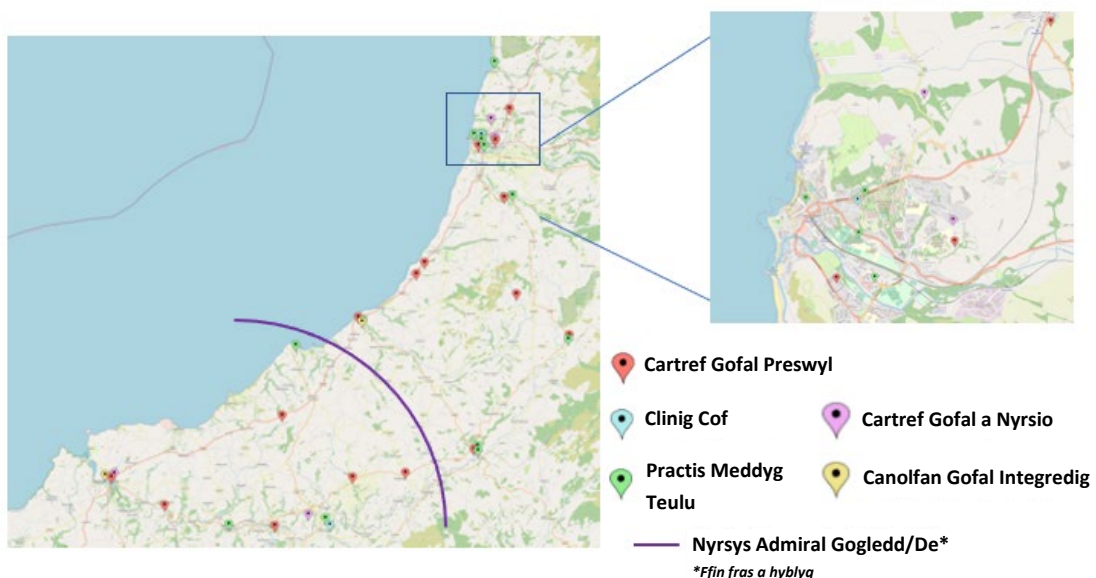 Cartref Gofal Preswyl
Clinig Cof
Cartref Gofal a Nyrsio
Practis Meddyg
Teulu
Canolfan Gofal Integredig
Nyrsys Admiral Gogledd/De*
*Ffin fras a hyblyg